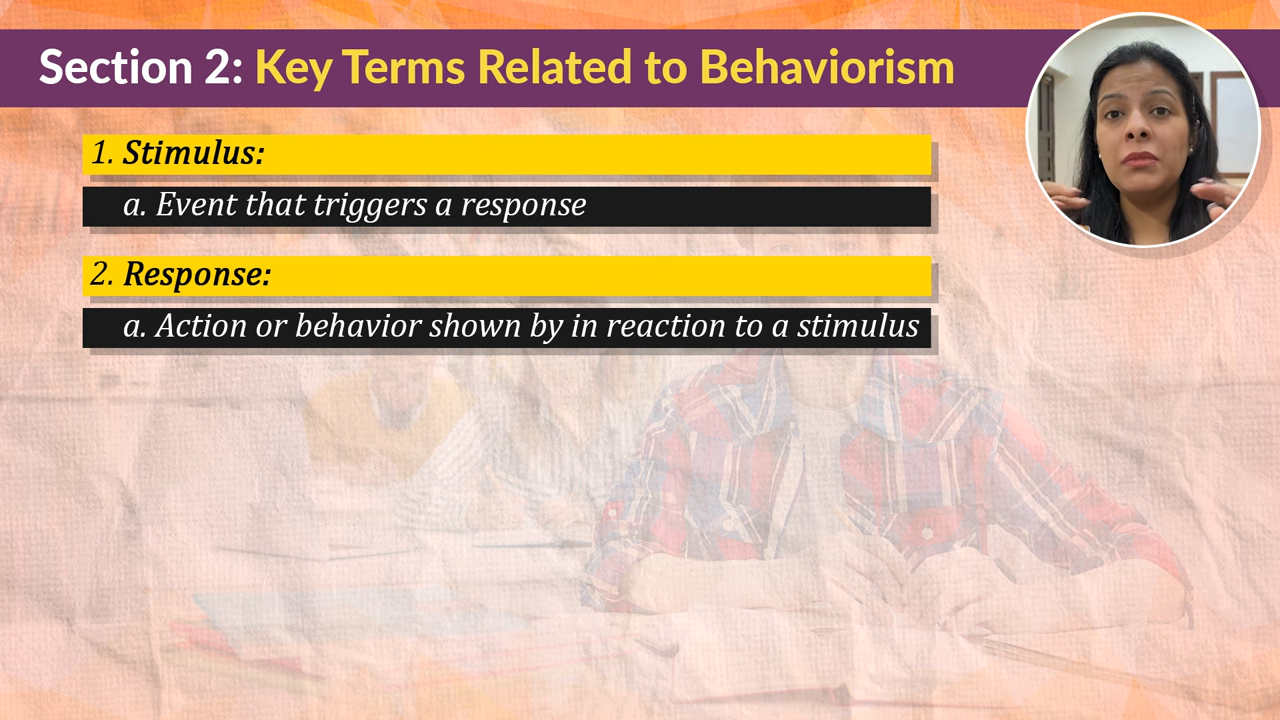 Section 2: Key Terms Related to Behaviorism
1. Stimulus:
a. Event that triggers a response
2. Response:
a. Action or behavior shown by in reaction to a stimulus